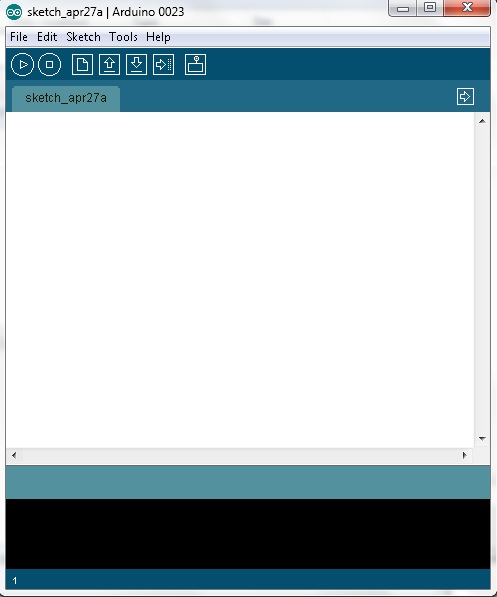 sketch_apr27a | Arduino 0023
File Edit Sketch Tools Help
sketch_apr27a
1